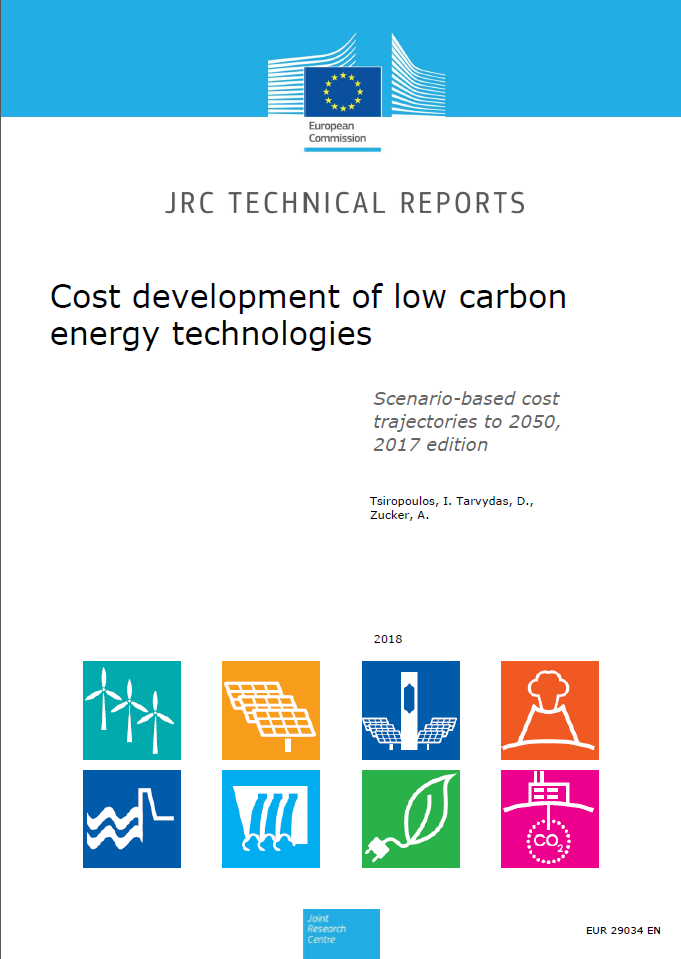 European
Commission
JRC TECHNICAL REPORTS
Cost development of low carbon
energy technologies
Scenario-based cost
trajectories to 2050,
2017 edition
Tsiropoulos, I. Tarvydas, D.,
Zucker, A.
2018
CO2
Joint
Research
Centre
EUR 29034 EN